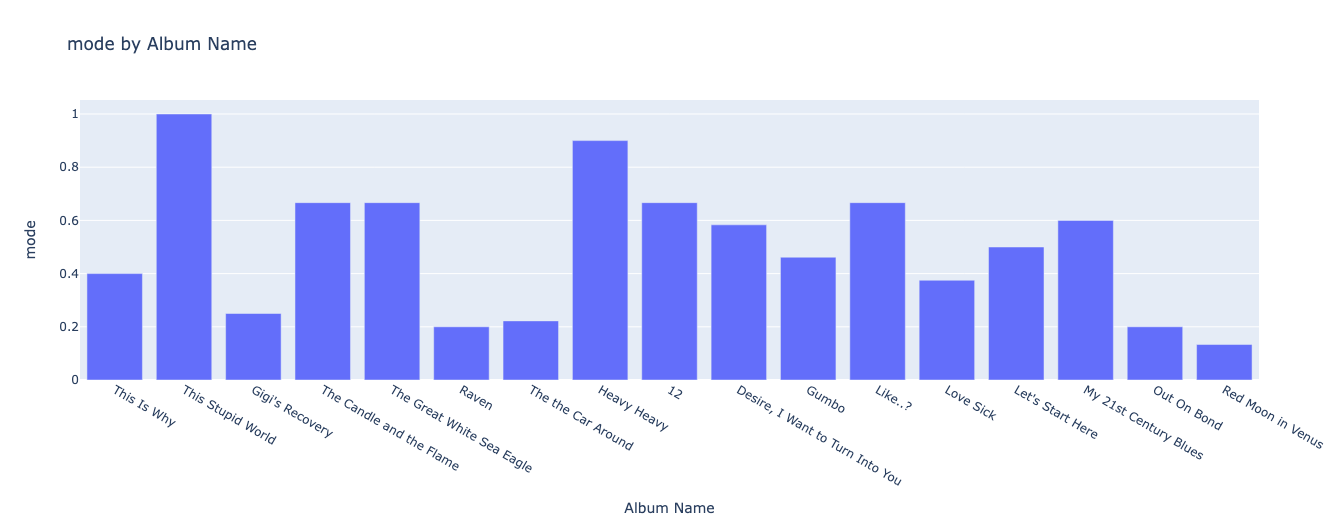 mode by Album Name
mode
1
0.8
0.6
0.4
0.2
0
This Is Why
This Stupid World
Gigi's Recovery
The Candle and the Flame
The Great White Sea Eagle
Raven
The the Car Around
Heavy Heavy
12
Desire, I Want to Turn Into You
Gumbo
Like..?
Love Sick
Let's Start Here
My 21st Century Blues
Out On Bond
Red Moon in Venus
Album Name